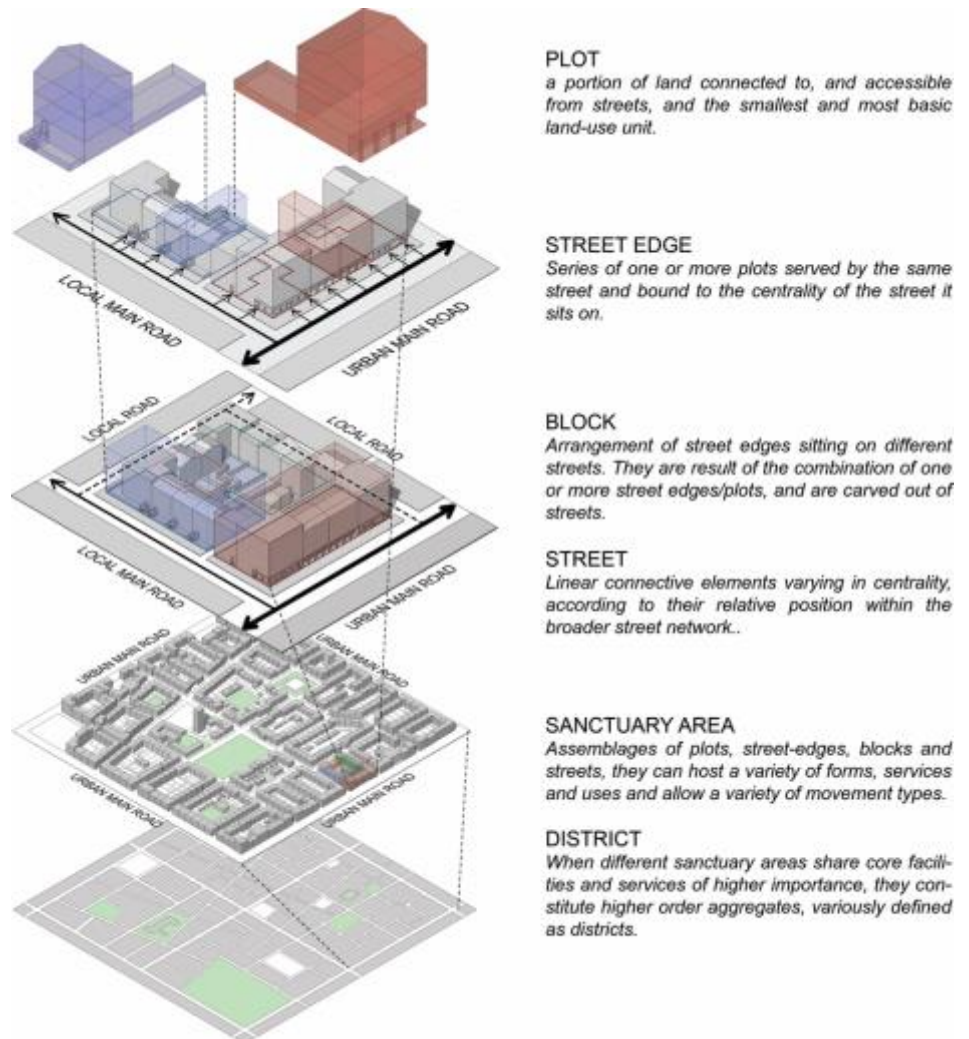 PLOT
a portion of land connected to, and accessible
from streets, and the smallest and most basic
land-use unit.
LOCAL MAIN ROAD
URBAN MAIN ROAD
STREET EDGE
Series of one or more plots served by the same
street and bound to the centrality of the street it
sits on.
LOCAL ROAD
LOCAL ROAD
LOCAL MAIN ROAD
URBAN MAIN ROAD
BLOCK
Arrangement of street edges sitting on different
streets. They are result of the combination of one
or more street edges/plots, and are carved out of
streets.
STREET
Linear connective elements varying in centrality,
according to their relative position within the
broader street network..
URBAN MAIN ROAD
URBAN MAIN ROAD
URBAN MAIN ROAD
URBAN MAIN ROAD
SANCTUARY AREA
Assemblages of plots, street-edges, blocks and
streets, they can host a variety of forms, services
and uses and allow a variety of movement types.
DISTRICT
When different sanctuary areas share core facili-
ties and services of higher importance, they con-
stitute higher order aggregates, variously defined
as districts.